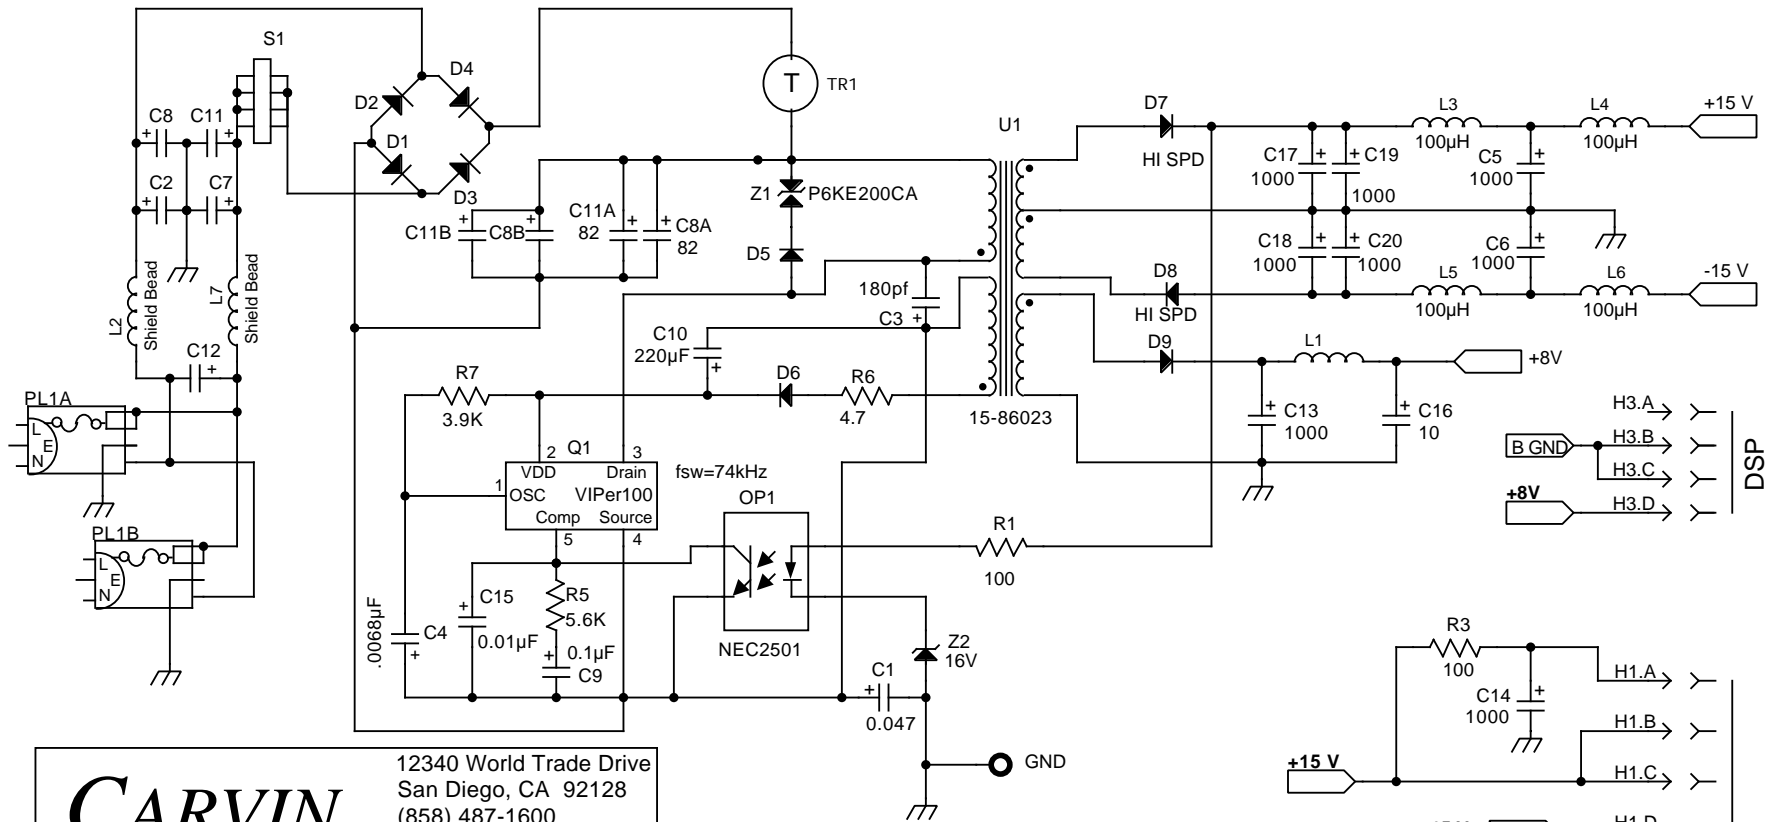 S1
D4
D2
D1
D3
C8
C11
C2
C7
L2
Shield Bead
L7
Shield Bead
C12
PL1A
L
E
N
PL1B
L
E
N
T
TR1
Z1
P6KE200CA
D5
C11B
C8B
C11A
82
C8A
82
180pf
C3
C10
220µF
R7
3.9K
D6
R6
4.7
U1
15-86023
D7
HI SPD
D8
HI SPD
D9
C17
1000
C19
1000
C18
1000
C20
1000
L3
100µH
L4
100µH
C5
1000
C6
1000
L5
100µH
L6
100µH
+15 V
-15 V
L1
+8V
C13
1000
C16
10
Q1
2
3
VDD
Drain
1
OSC
VIPer100
Comp
Source
5
4
fsw=74kHz
OP1
NEC2501
R1
100
C15
0.01µF
R5
5.6K
0.1µF
C9
.0068µF
C4
Z2
16V
C1
0.047
GND
H3.A
B GND
H3.B
H3.C
+8V
H3.D
DSP
R3
100
C14
1000
H1.A
H1.B
+15 V
H1.C
H1.D
CARVIN
12340 World Trade Drive
San Diego, CA 92128
(858) 487-1600